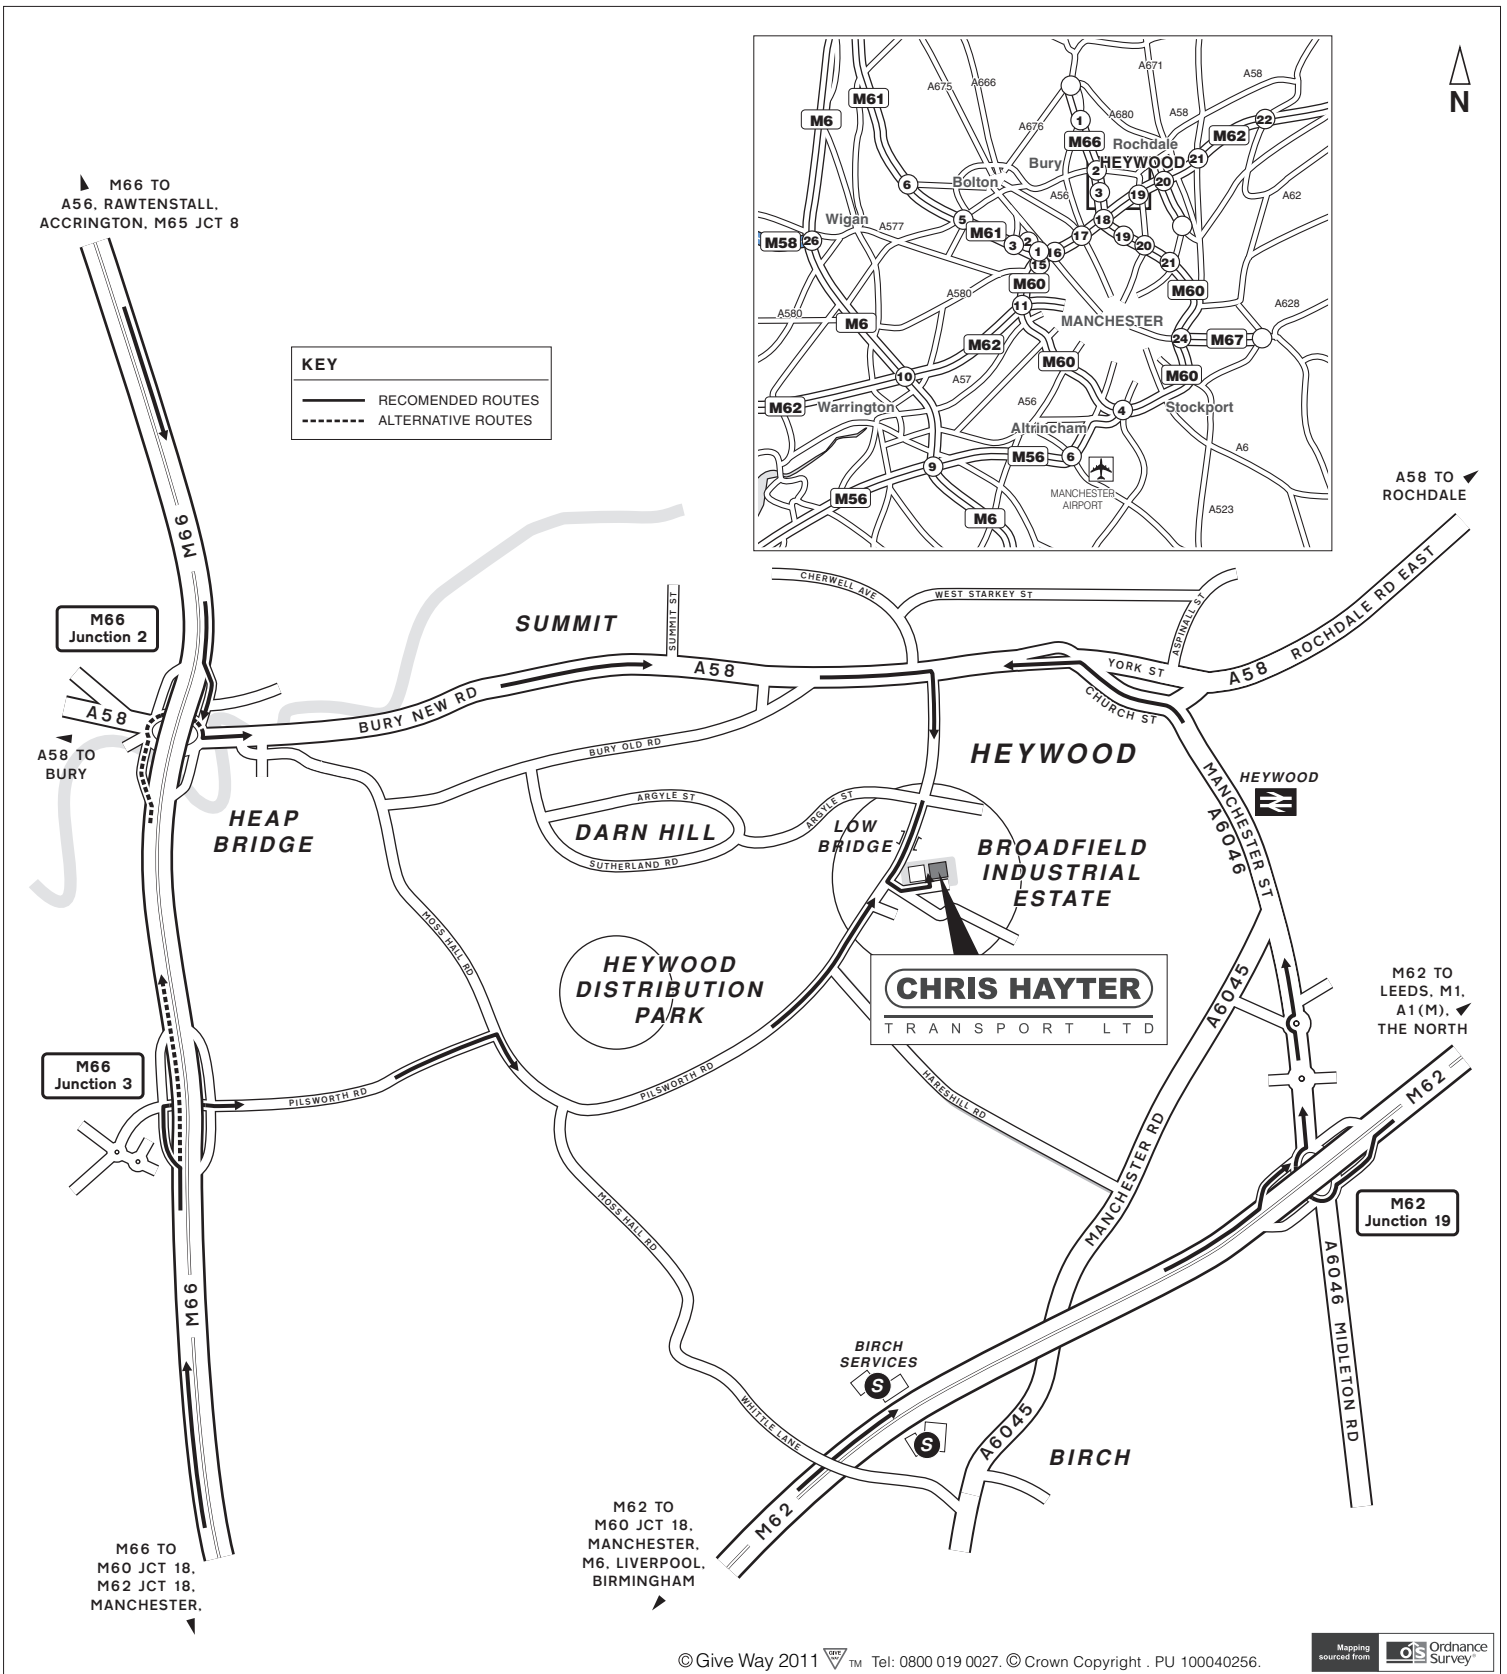 M66 TO
A56, RAWTENSTALL,
ACCRINGTON, M65 JCT 8
KEY
RECOMENDED ROUTES
ALTERNATIVE ROUTES
N
M61
M6
A675
A666
A671
A58
A676
1
A680
A58
M66
Rochdale
M62
22
Bury
2
HEYWOOD
21
20
6
Bolton
3
A56
19
A62
Wigan
5
18
A577
M61
17
19
M58
26
3
2
1
16
20
15
21
M60
M60
A580
11
A628
A580
M6
MANCHESTER
24
M67
M62
M60
10
A57
M60
M62
Warrington
A56
4
Stockport
Altrincham
M56
6
A6
9
M56
MANCHESTER
AIRPORT
A523
M6
A58 TO
ROCHDALE
M66
M66
Junction 2
SUMMIT
SUMMIT ST
CHERWELL AVE
WEST STARKEY ST
ASPINALL ST
A58
YORK ST
A58
ROCHDALE RD EAST
CHURCH ST
BURY NEW RD
A58
A58 TO
BURY
BURY OLD RD
HEYWOOD
HEYWOOD
MANCHESTER ST
A6046
HEAP
BRIDGE
ARGYLE ST
ARGYLE ST
DARN HILL
SUTHERLAND RD
LOW
BRIDGE
BROADFIELD
INDUSTRIAL
ESTATE
MOSS HALL RD
HEYWOOD
DISTRIBUTION
PARK
CHRIS HAYTER
TRANSPORT LTD
A6045
M62 TO
LEEDS, M1,
A1(M),
THE NORTH
M66
Junction 3
PILSWORTH RD
PILSWORTH RD
HARESHILL RD
M62
MANCHESTER RD
M62
Junction 19
MOSS HALL RD
A6046
MIDLETON RD
M66
BIRCH
SERVICES
S
S
WHITTLE LANE
A6045
BIRCH
M62
M62 TO
M60 JCT 18,
MANCHESTER,
M6, LIVERPOOL,
BIRMINGHAM
M66 TO
M60 JCT 18,
M62 JCT 18,
MANCHESTER,
© Give Way 2011 GIVE WAY TM Tel: 0800 019 0027. © Crown Copyright . PU 100040256.
Mapping
sourced from
OS Ordnance
Survey®